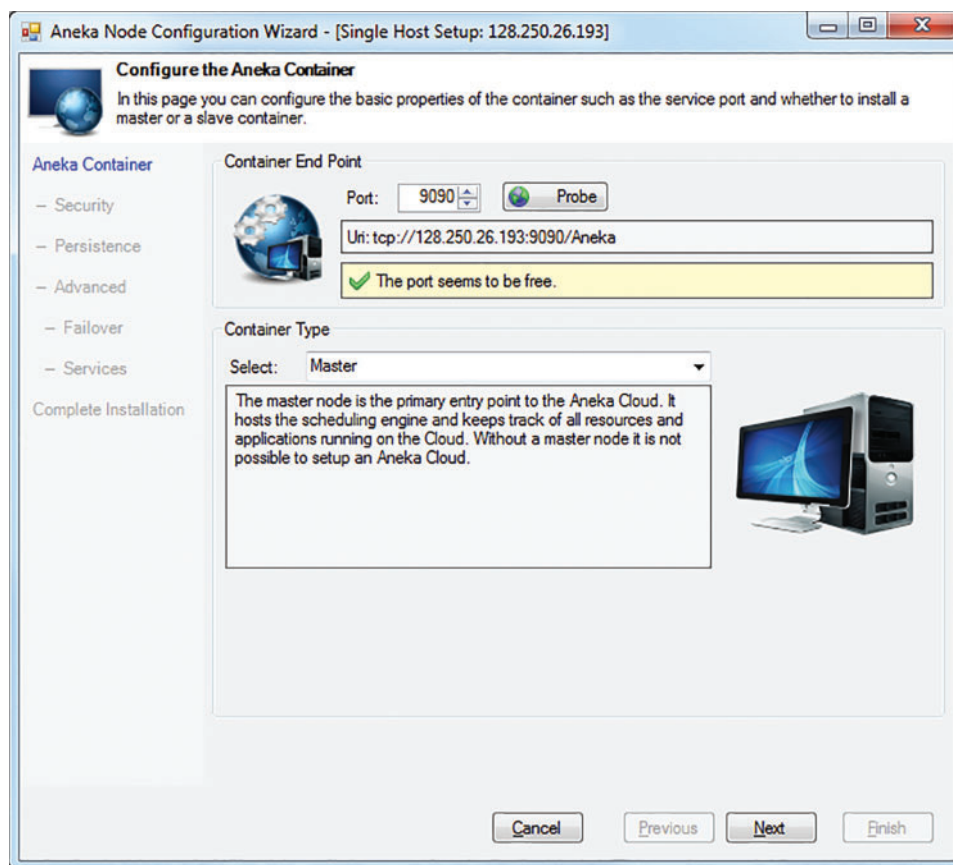 Aneka Node Configuration Wizard - [Single Host Setup: 128.250.26.193]
Configure the Aneka Container
In this page you can configure the basic properties of the container such as the service port and whether to install a
master or a slave container.
Aneka Container
– Security
– Persistence
– Advanced
– Failover
– Services
Complete Installation
Container End Point
Port: 9090 Probe
Uri: tcp://128.250.26.193:9090/Aneka
The port seems to be free.
Container Type
Select: Master
The master node is the primary entry point to the Aneka Cloud. It
hosts the scheduling engine and keeps track of all resources and
applications running on the Cloud. Without a master node it is not
possible to setup an Aneka Cloud.
Cancel Previous Next Finish